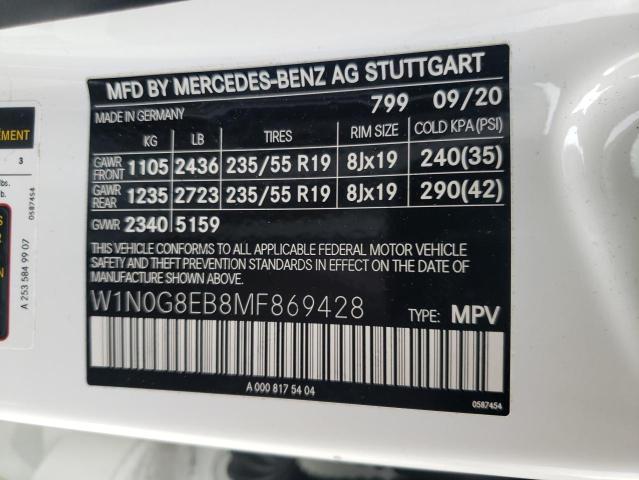 MFD BY MERCEDES-BENZ AG STUTTGART
MADE IN GERMANY 799 09/20
KG LB TIRES RIM SIZE COLD KPA(PSI)
GAWR FRONT 1105 2436 235/55 R19 8Jx19 240(35)
GAWR REAR 1235 2723 235/55 R19 8Jx19 290(42)
GVWR 2340 5159
THIS VEHICLE CONFORMS TO ALL APPLICABLE FEDERAL MOTOR VEHICLE
SAFETY AND THEFT PREVENTION STANDARDS IN EFFECT ON THE DATE OF
MANUFACTURE SHOWN ABOVE.
W1N0G8EB8MF869428
TYPE: MPV
A 000 817 54 04
0587454
3
lbs.
0587454
A 253 584 99 07